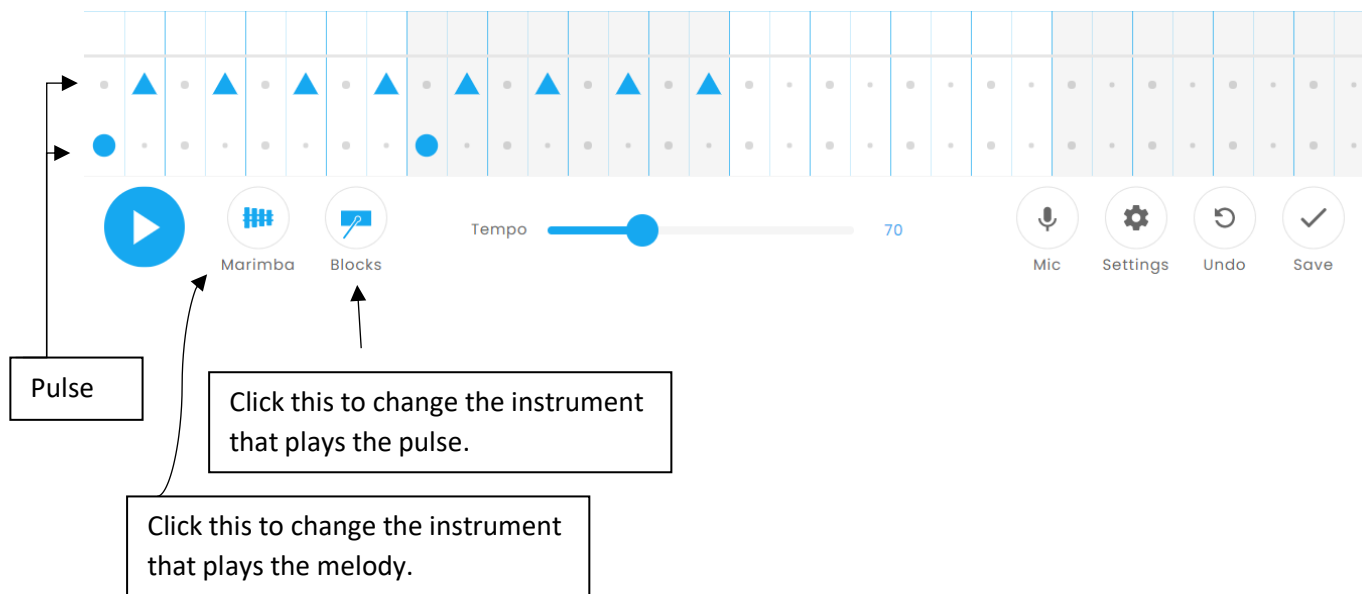 Tempo
70
Marimba
Blocks
Mic
Settings
Undo
Save
Pulse
Click this to change the instrument
that plays the pulse.
Click this to change the instrument
that plays the melody.